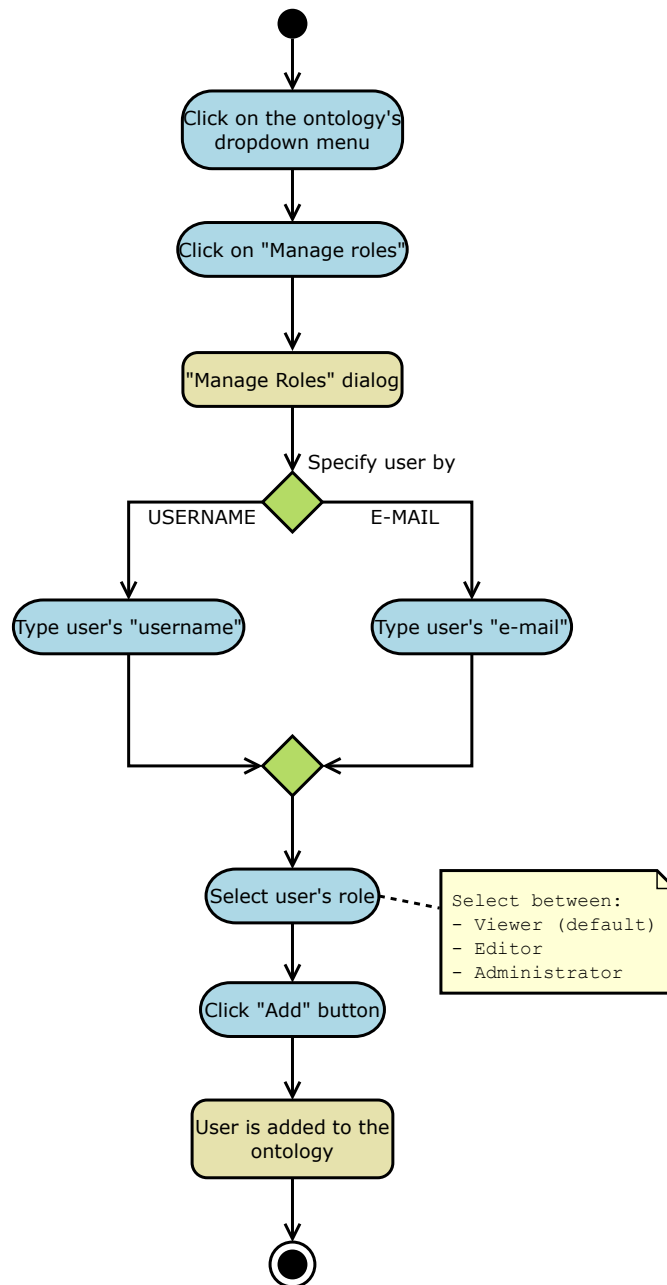 Click on the ontology's
dropdown menu
Click on "Manage roles"
"Manage Roles" dialog
Specify user by
USERNAME
E-MAIL
Type user's "username"
Type user's "e-mail"
Select user's role
Select between:
- Viewer (default)
- Editor
- Administrator
Click "Add" button
User is added to the
ontology